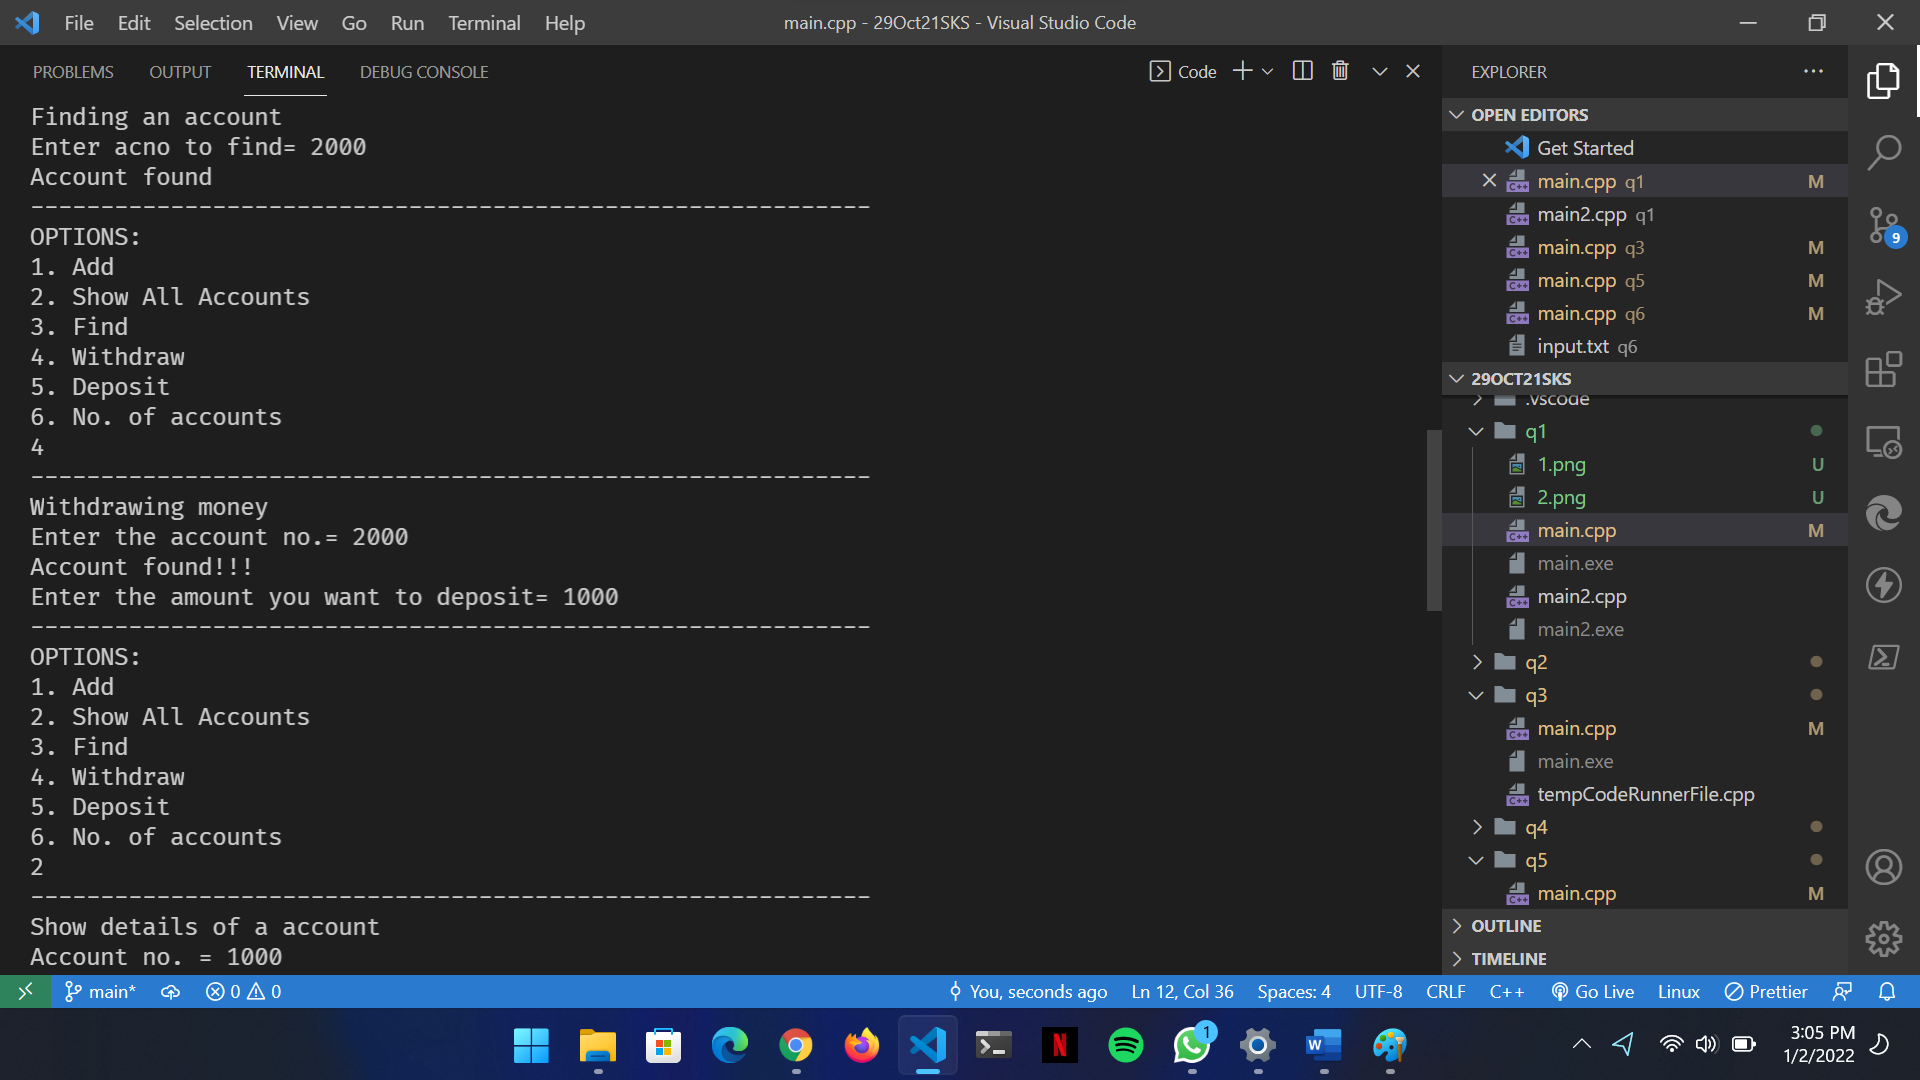 File Edit Selection View Go Run Terminal Help
main.cpp - 29Oct21SKS - Visual Studio Code
PROBLEMS OUTPUT TERMINAL DEBUG CONSOLE
Code
Finding an account
Enter acno to find= 2000
Account found
------------------------------------------------------------
OPTIONS:
1. Add
2. Show All Accounts
3. Find
4. Withdraw
5. Deposit
6. No. of accounts
4
------------------------------------------------------------
Withdrawing money
Enter the account no.= 2000
Account found!!!
Enter the amount you want to deposit= 1000
------------------------------------------------------------
OPTIONS:
1. Add
2. Show All Accounts
3. Find
4. Withdraw
5. Deposit
6. No. of accounts
2
------------------------------------------------------------
Show details of a account
Account no. = 1000
EXPLORER
OPEN EDITORS
Get Started
main.cpp q1 M
main2.cpp q1
main.cpp q3 M
main.cpp q5 M
main.cpp q6 M
input.txt q6
29OCT21SKS
.vscode
q1
1.png U
2.png U
main.cpp M
main.exe
main2.cpp
main2.exe
q2
q3
main.cpp M
main.exe
tempCodeRunnerFile.cpp
q4
q5
main.cpp M
OUTLINE
TIMELINE
9
main* 0 0
You, seconds ago Ln 12, Col 36 Spaces: 4 UTF-8 CRLF C++ Go Live Linux Prettier
1
3:05 PM
1/2/2022